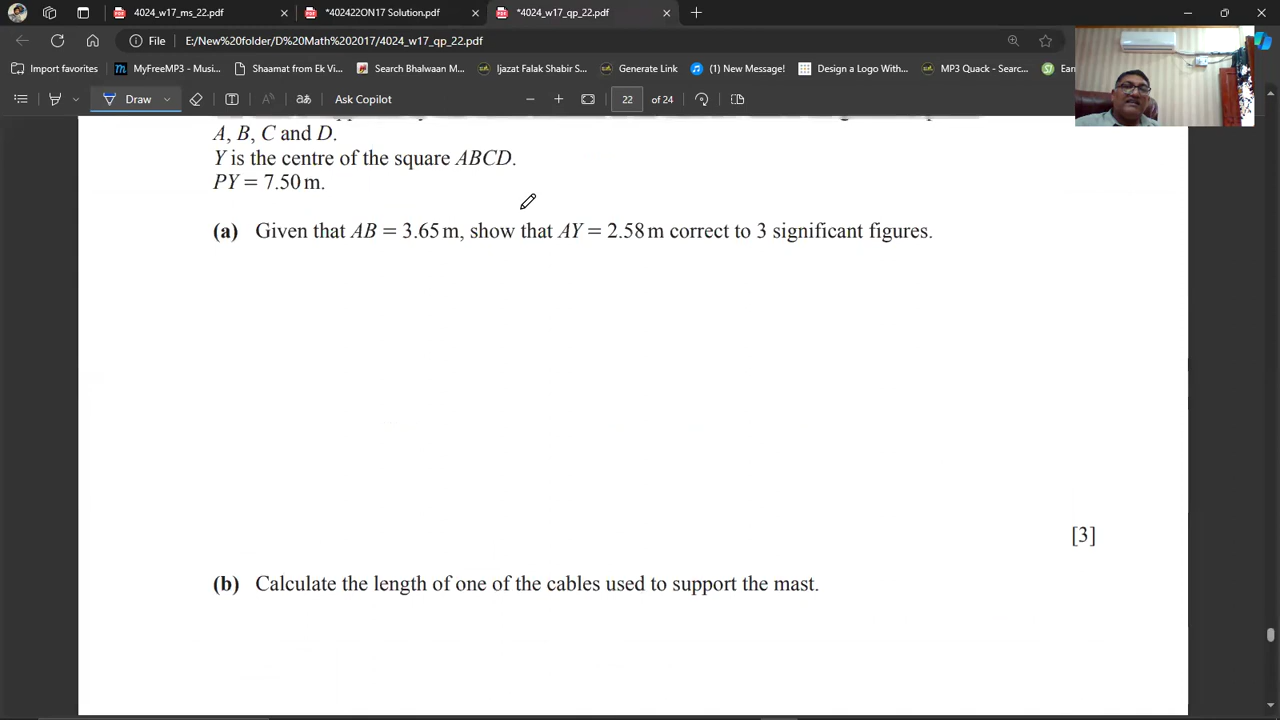 4024_w17_ms_22.pdf
*402422ON17 Solution.pdf
*4024_w17_qp_22.pdf
File
E:/New%20folder/D%20Math%202017/4024_w17_qp_22.pdf
Import favorites
MyFreeMP3 - Musi...
Shamat from Ek Vi...
Search Bhalwaan M...
Ijazat Falak Shabir S...
Generate Link
(1) New Message!
Design a Logo With...
MP3 Quack - Searc...
Draw
Ask Copilot
22 of 24
A, B, C and D.
Y is the centre of the square ABCD.
PY = 7.50 m.
(a) Given that AB = 3.65 m, show that AY = 2.58 m correct to 3 significant figures.
[3]
(b) Calculate the length of one of the cables used to support the mast.